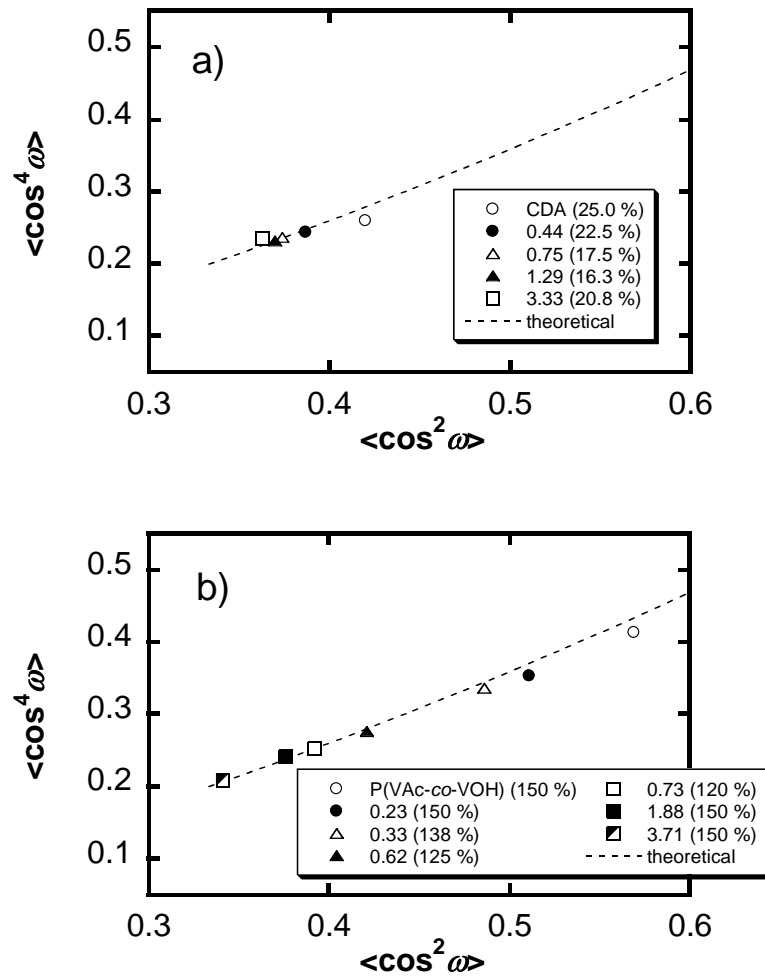 0.5
a)
0.4
<cos⁴ω>
0.3
CDA (25.0 %)
0.44 (22.5 %)
0.2
0.75 (17.5 %)
1.29 (16.3 %)
3.33 (20.8 %)
0.1
theoretical
0.3 0.4 0.5 0.6
<cos²ω>
0.5
b)
0.4
<cos⁴ω>
0.3
0.2
P(VAc-co-VOH) (150 %) 0.73 (120 %)
0.23 (150 %) 1.88 (150 %)
0.33 (138 %) 3.71 (150 %)
0.1
0.62 (125 %) theoretical
0.3 0.4 0.5 0.6
<cos²ω>